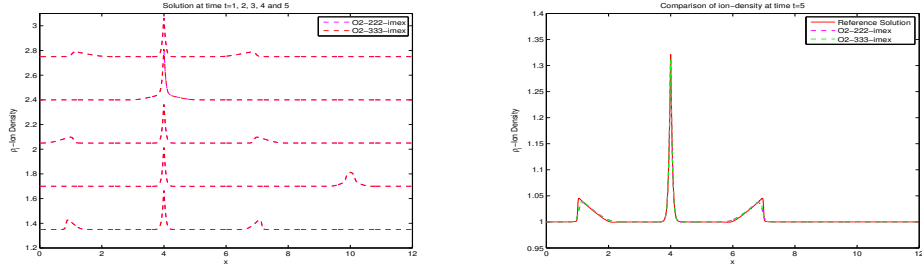 Solution at time t=1, 2, 3, 4 and 5
O2−222−imex
O2−333−imex
3
2.8
2.6
2.4
2.2
2
1.8
1.6
1.4
1.2
ρi−Ion Density
0 2 4 6 8 10 12
x
Comparison of ion−density at time t=5
Reference Solution
O2−222−imex
O2−333−imex
1.4
1.35
1.3
1.25
1.2
1.15
1.1
1.05
1
0.95
ρi−Ion Density
0 2 4 6 8 10 12
x